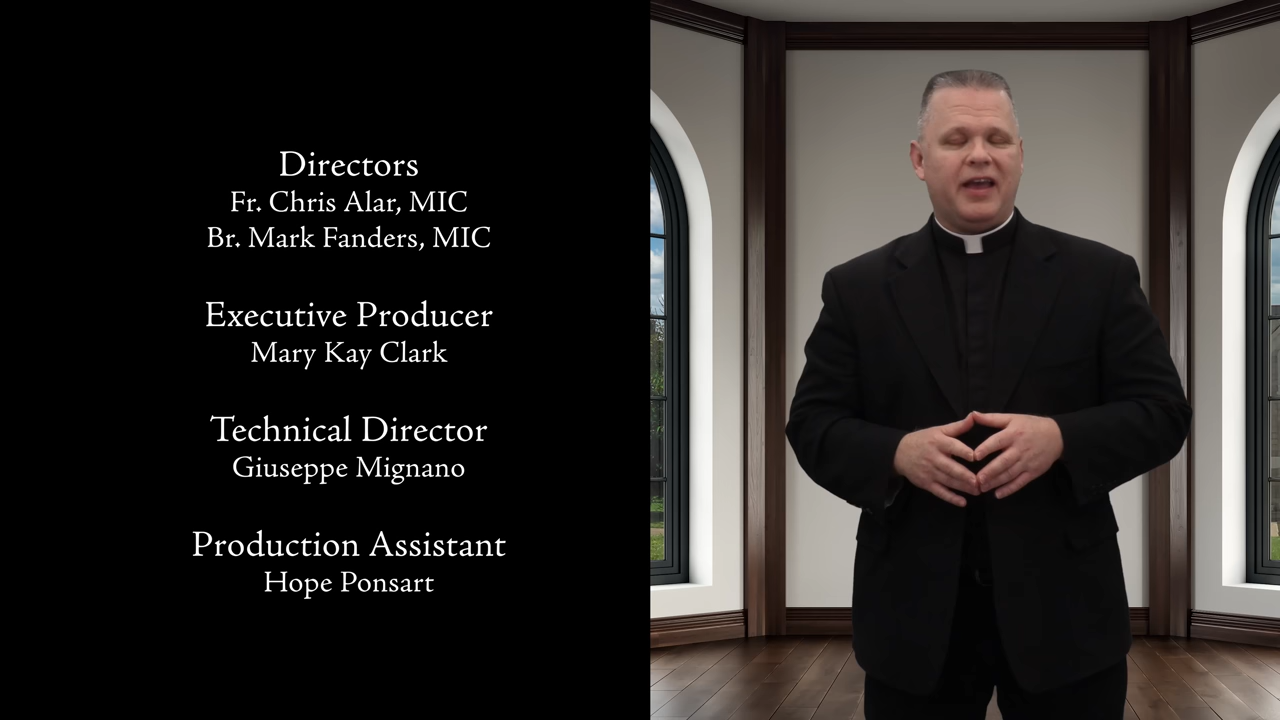 Directors
Fr. Chris Alar, MIC
Br. Mark Fanders, MIC
Executive Producer
Mary Kay Clark
Technical Director
Giuseppe Mignano
Production Assistant
Hope Ponsart